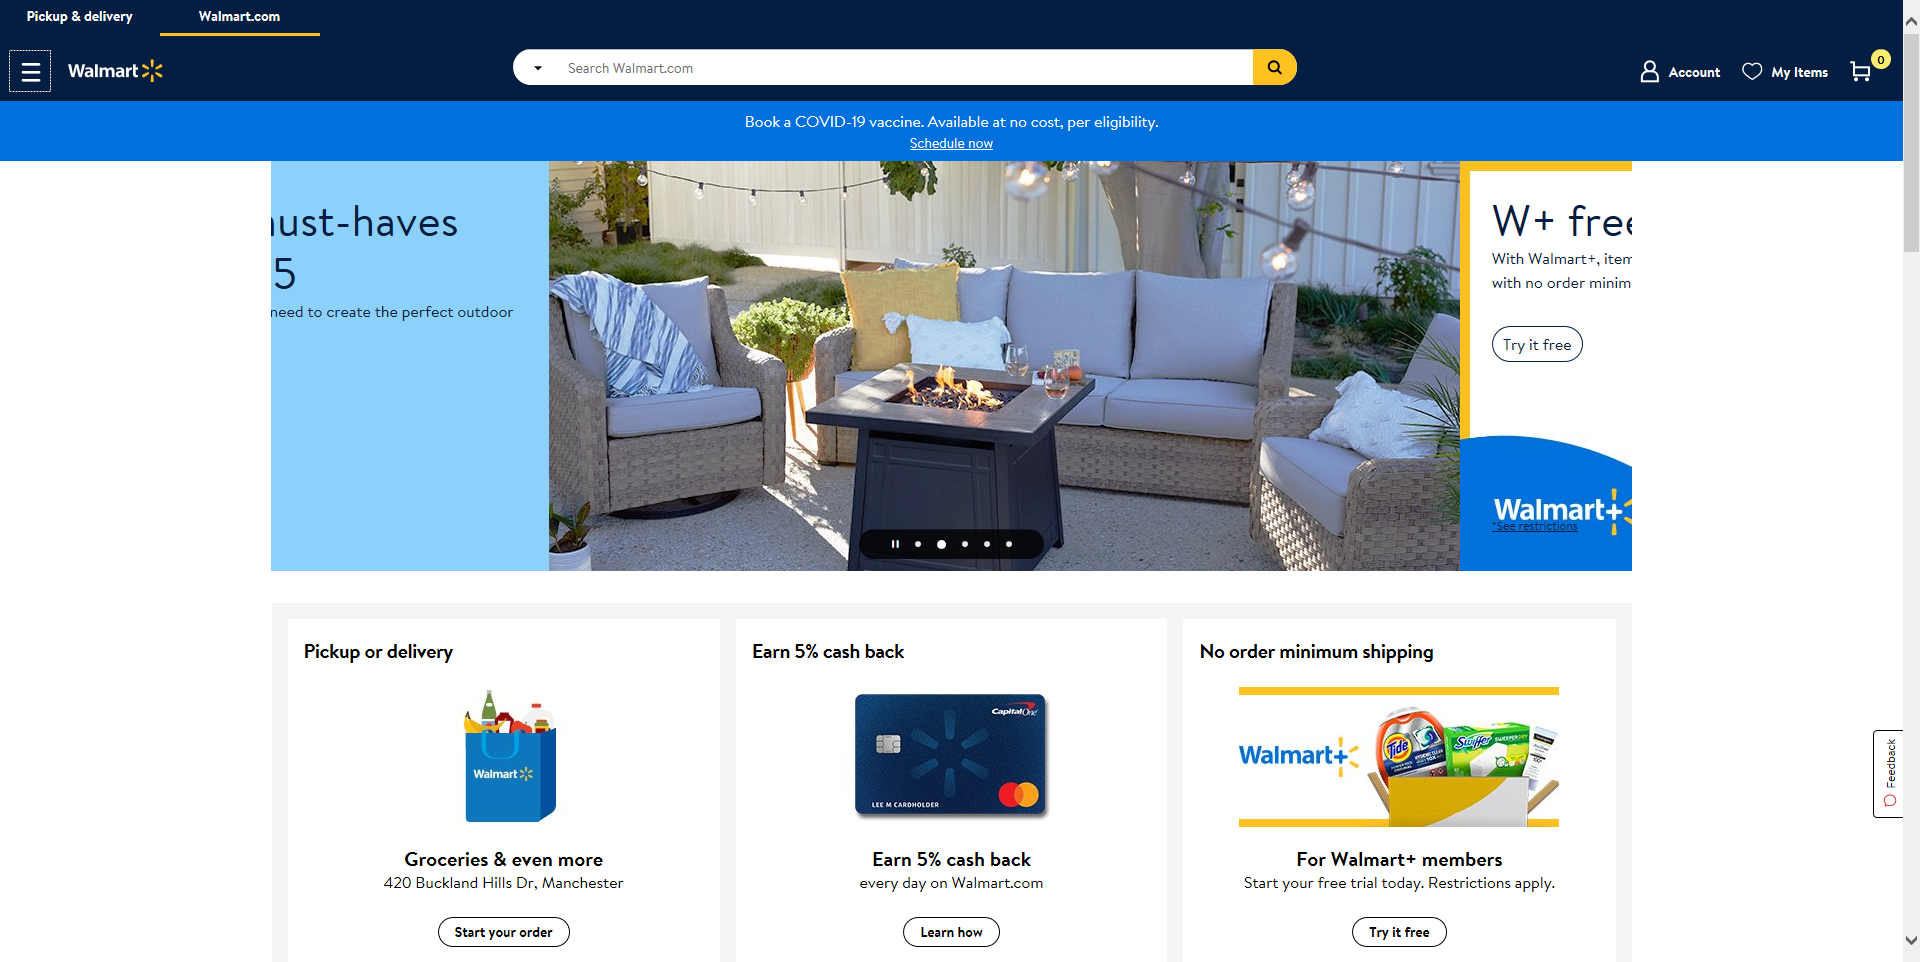 Pickup & delivery
Walmart.com
Walmart
Search Walmart.com
Account
My Items
0
Book a COVID-19 vaccine. Available at no cost, per eligibility.
Schedule now
ust-haves
5
need to create the perfect outdoor
W+ free
With Walmart+, item
with no order minim
Try it free
Walmart+
*See restrictions
Pickup or delivery
Walmart
Groceries & even more
420 Buckland Hills Dr, Manchester
Start your order
Earn 5% cash back
Capital One
LEE M CARDHOLDER
Earn 5% cash back
every day on Walmart.com
Learn how
No order minimum shipping
Walmart+
Tide
Swiffer
For Walmart+ members
Start your free trial today. Restrictions apply.
Try it free
Feedback